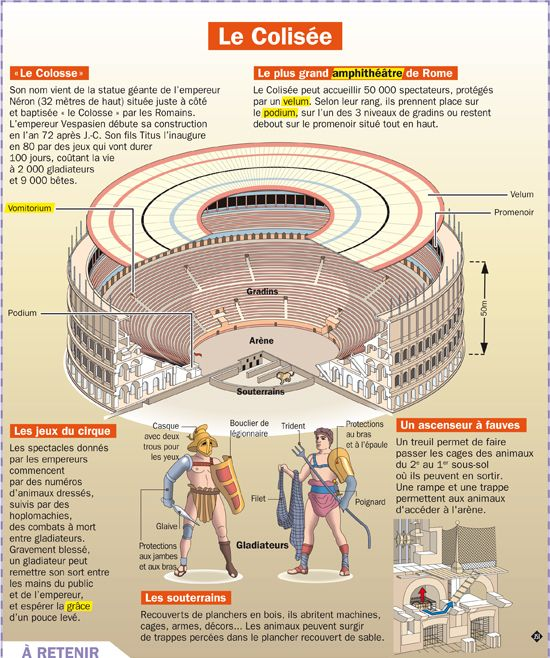 Le Colisée
« Le Colosse »
Son nom vient de la statue géante de l'empereur
Néron (32 mètres de haut) située juste à côté
et baptisée « le Colosse » par les Romains.
L'empereur Vespasien débute sa construction
en l'an 72 après J.-C. Son fils Titus l'inaugure
en 80 par des jeux qui vont durer
100 jours, coûtant la vie
à 2 000 gladiateurs
et 9 000 bêtes.
Le plus grand amphithéâtre de Rome
Le Colisée peut accueillir 50 000 spectateurs, protégés
par un velum. Selon leur rang, ils prennent place sur
le podium, sur l'un des 3 niveaux de gradins ou restent
debout sur le promenoir situé tout en haut.
Vomitorium
Velum
Promenoir
Gradins
50m
Podium
Arène
Souterrains
Les jeux du cirque
Les spectacles donnés
par les empereurs
commencent
par des numéros
d'animaux dressés,
suivis par des
hoplomachies,
des combats à mort
entre gladiateurs.
Gravement blessé,
un gladiateur peut
remettre son sort entre
les mains du public
et de l'empereur,
et espérer la grâce
d'un pouce levé.
Casque
avec deux
trous pour
les yeux
Bouclier de
légionnaire
Trident
Protections
au bras
et à l'épaule
Filet
Poignard
Glaive
Protections
aux jambes
et aux bras
Gladiateurs
Un ascenseur à fauves
Un treuil permet de faire
passer les cages des animaux
du 2e au 1er sous-sol
où ils peuvent en sortir.
Une rampe et une trappe
permettent aux animaux
d'accéder à l'arène.
Les souterrains
Recouverts de planchers en bois, ils abritent machines,
cages, armes, décors... Les animaux peuvent surgir
de trappes percées dans le plancher recouvert de sable.
À RETENIR